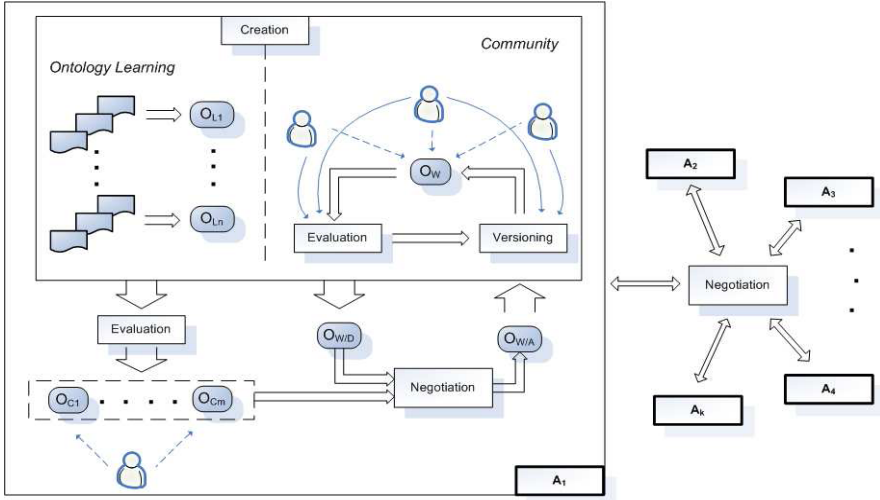 Creation
Ontology Learning
Community
OL1
OLn
OW
Evaluation
Versioning
Evaluation
OW/D
OW/A
Negotiation
OC1
OCm
A1
A2
A3
Negotiation
Ak
A4